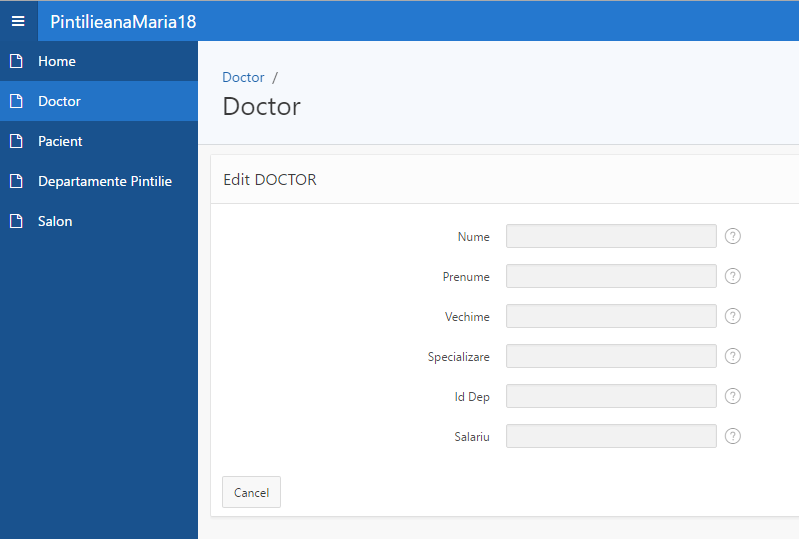 PintilieanaMaria18
Home
Doctor
Pacient
Departamente Pintilie
Salon
Doctor /
Doctor
Edit DOCTOR
Nume ?
Prenume ?
Vechime ?
Specializare ?
Id Dep ?
Salariu ?
Cancel